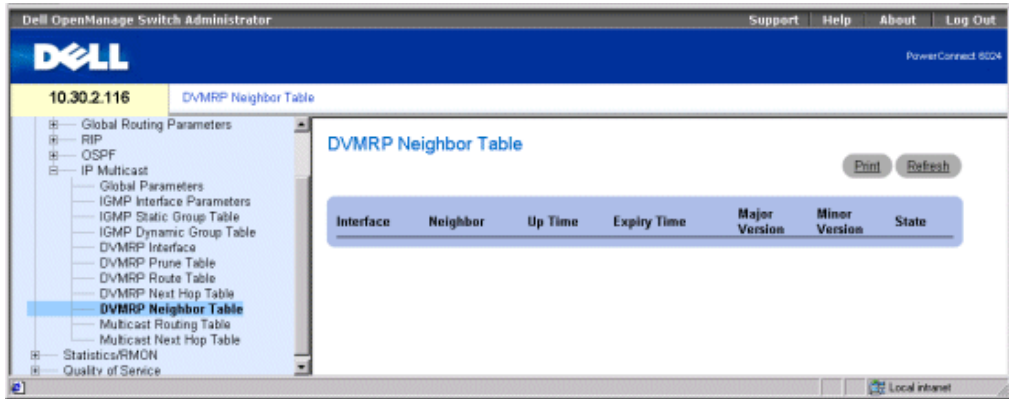 Dell OpenManage Switch Administrator
Support Help About Log Out
DELL
PowerConnect 6024
10.30.2.116
DVMRP Neighbor Table
Global Routing Parameters
RIP
OSPF
IP Multicast
Global Parameters
IGMP Interface Parameters
IGMP Static Group Table
IGMP Dynamic Group Table
DVMRP Interface
DVMRP Prune Table
DVMRP Route Table
DVMRP Next Hop Table
DVMRP Neighbor Table
Multicast Routing Table
Multicast Next Hop Table
Statistics/RMON
Quality of Service
DVMRP Neighbor Table
Print Refresh
Interface Neighbor Up Time Expiry Time Major Version Minor Version State
Local intranet